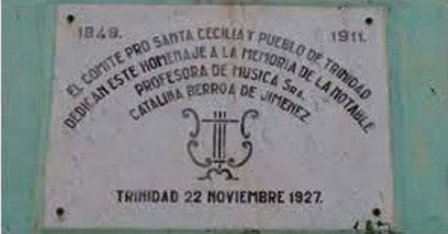 1849. 1911.
EL COMITE PRO SANTA CECILIA Y PUEBLO DE TRINIDAD
DEDICAN ESTE HOMENAJE A LA MEMORIA DE LA NOTABLE
PROFESORA DE MUSICA SRA.
CATALINA BERROA DE JIMENEZ
TRINIDAD 22 NOVIEMBRE 1927.